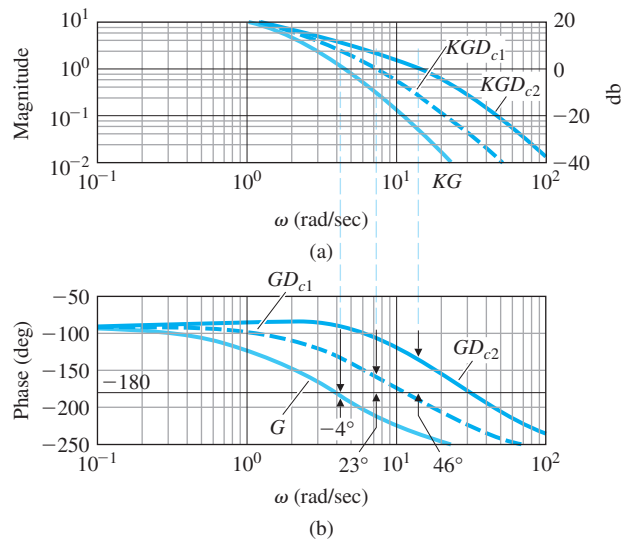 Magnitude
10^1
10^0
10^-1
10^-2
20
0
-20
-40
db
KGD_c1
KGD_c2
KG
10^-1
10^0
10^1
10^2
ω (rad/sec)
(a)
Phase (deg)
-50
-100
-150
-180
-200
-250
GD_c1
GD_c2
G
-4°
23°
46°
10^-1
10^0
10^1
10^2
ω (rad/sec)
(b)